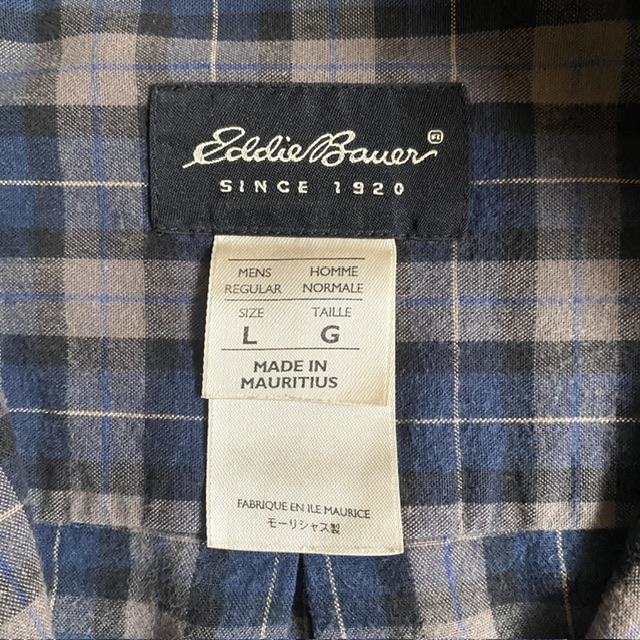 Eddie Bauer ®
SINCE 1920
MENS HOMME
REGULAR NORMALE
SIZE TAILLE
L G
MADE IN
MAURITIUS
FABRIQUE EN ILE MAURICE
モーリシャス製